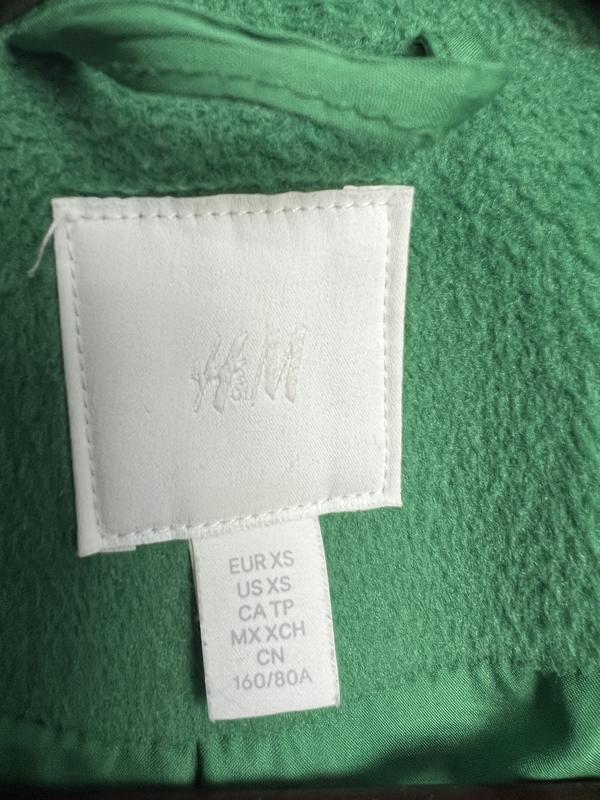 H&M
EUR XS
US XS
CA TP
MX XCH
CN
160/80A